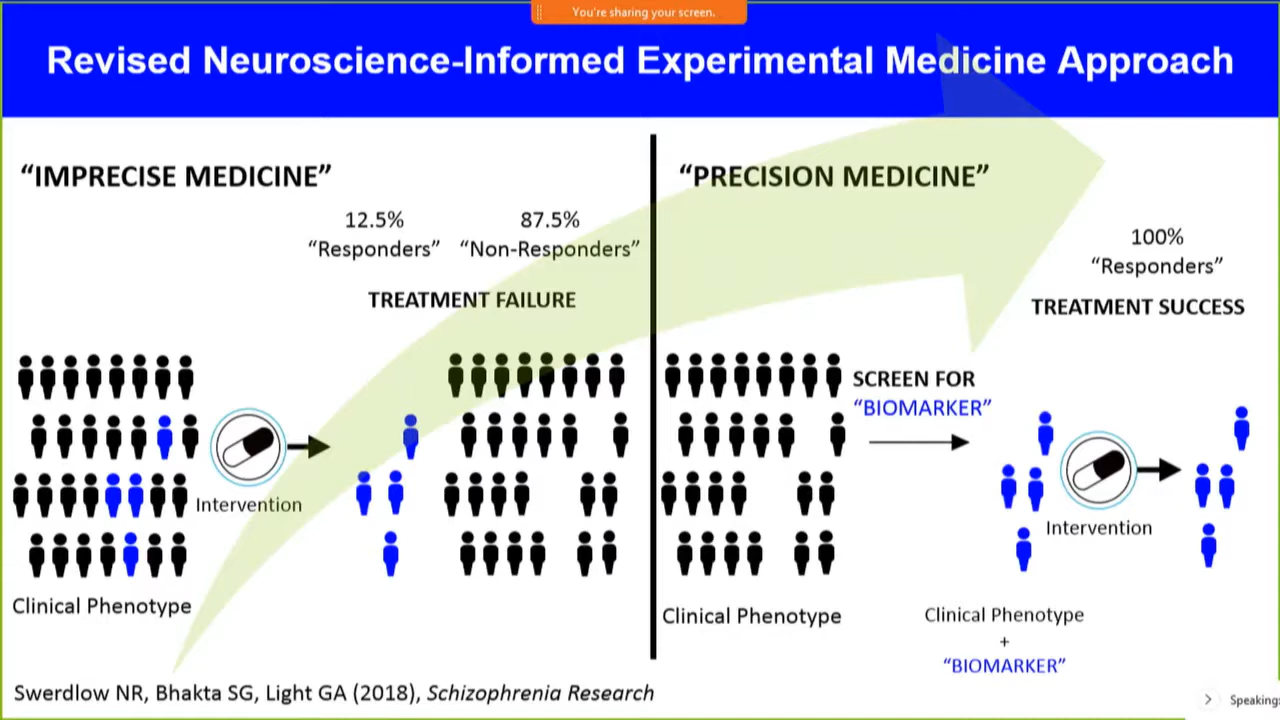 You're sharing your screen.
Revised Neuroscience-Informed Experimental Medicine Approach
“IMPRECISE MEDICINE”
12.5%
“Responders”
87.5%
“Non-Responders”
TREATMENT FAILURE
Intervention
Clinical Phenotype
“PRECISION MEDICINE”
100%
“Responders”
TREATMENT SUCCESS
SCREEN FOR
“BIOMARKER”
Intervention
Clinical Phenotype
Clinical Phenotype
+
“BIOMARKER”
Swerdlow NR, Bhakta SG, Light GA (2018), Schizophrenia Research
Speaking: